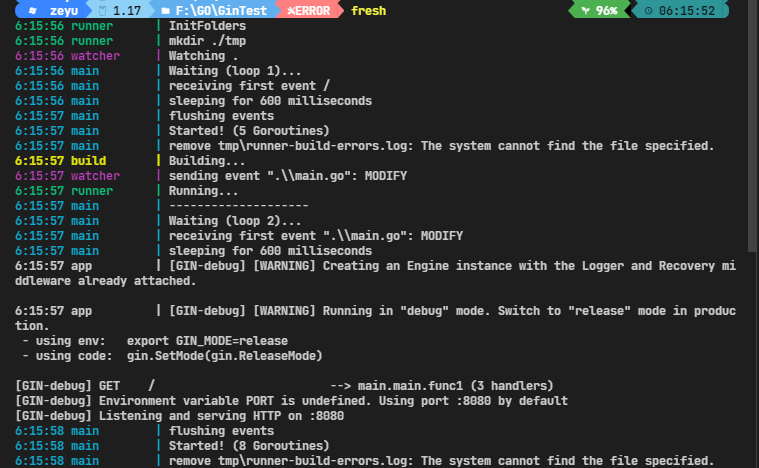 zeyu 1.17 F:\GO\GinTest ERROR fresh 96% 06:15:52
6:15:56 runner | InitFolders
6:15:56 runner | mkdir ./tmp
6:15:56 watcher | Watching .
6:15:56 main | Waiting (loop 1)...
6:15:56 main | receiving first event /
6:15:56 main | sleeping for 600 milliseconds
6:15:57 main | flushing events
6:15:57 main | Started! (5 Goroutines)
6:15:57 main | remove tmp\runner-build-errors.log: The system cannot find the file specified.
6:15:57 build | Building...
6:15:57 watcher | sending event ".\\main.go": MODIFY
6:15:57 runner | Running...
6:15:57 main | --------------------
6:15:57 main | Waiting (loop 2)...
6:15:57 main | receiving first event ".\\main.go": MODIFY
6:15:57 main | sleeping for 600 milliseconds
6:15:57 app | [GIN-debug] [WARNING] Creating an Engine instance with the Logger and Recovery mi
ddleware already attached.
6:15:57 app | [GIN-debug] [WARNING] Running in "debug" mode. Switch to "release" mode in produc
tion.
- using env: export GIN_MODE=release
- using code: gin.SetMode(gin.ReleaseMode)
[GIN-debug] GET / --> main.main.func1 (3 handlers)
[GIN-debug] Environment variable PORT is undefined. Using port :8080 by default
[GIN-debug] Listening and serving HTTP on :8080
6:15:58 main | flushing events
6:15:58 main | Started! (8 Goroutines)
6:15:58 main | remove tmp\runner-build-errors.log: The system cannot find the file specified.